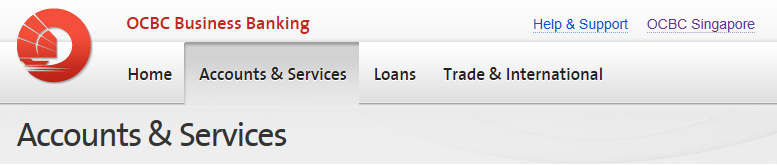 OCBC Business Banking Help & Support OCBC Singapore
Home Accounts & Services Loans Trade & International
Accounts & Services